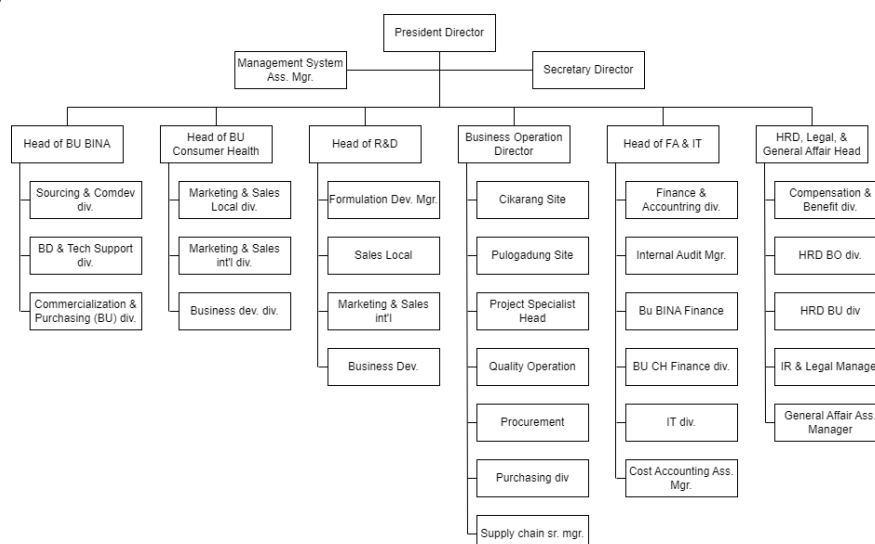 President Director
Management System
Ass. Mgr.
Secretary Director
Head of BU BINA
Head of BU
Consumer Health
Head of R&D
Business Operation
Director
Head of FA & IT
HRD, Legal, &
General Affair Head
Sourcing & Comdev
div.
BD & Tech Support
div.
Commercialization &
Purchasing (BU) div.
Marketing & Sales
Local div.
Marketing & Sales
int'l div.
Business dev. div.
Formulation Dev. Mgr.
Sales Local
Marketing & Sales
int'l
Business Dev.
Cikarang Site
Pulogadung Site
Project Specialist
Head
Quality Operation
Procurement
Purchasing div
Supply chain sr. mgr.
Finance &
Accountring div.
Internal Audit Mgr.
Bu BINA Finance
BU CH Finance div.
IT div.
Cost Accounting Ass.
Mgr.
Compensation &
Benefit div.
HRD BO div.
HRD BU div
IR & Legal Manage
General Affair Ass.
Manager